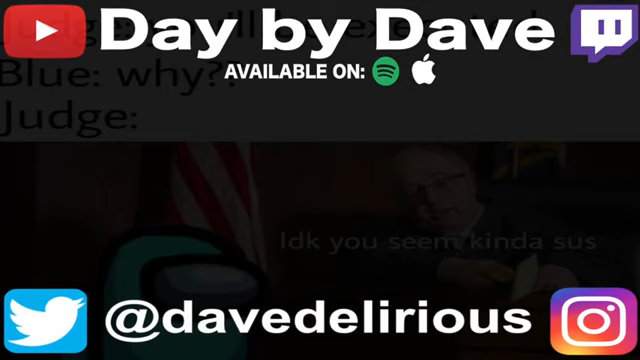 Day by Dave
AVAILABLE ON:
Blue: why??
Judge:
Idk you seem kinda sus
@davedelirious